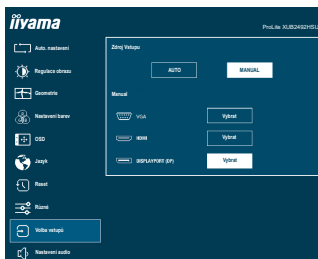 iiyama
ProLite XUB2492HSU
Auto. nastavení
Regulace obrazu
Geometrie
Nastavení barev
OSD
Jazyk
Reset
Různé
Volba vstupů
Nastavení audio
Zdroj Vstupu
AUTO
MANUAL
Manual
VGA
Vybrat
HDMI
Vybrat
DISPLAYPORT (DP)
Vybrat